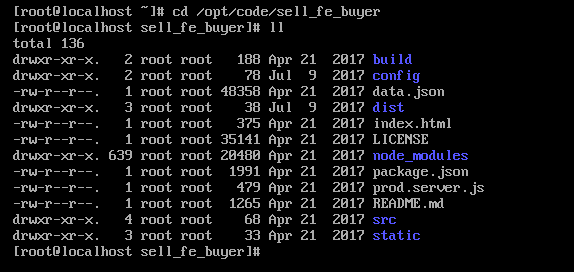 [root@localhost ~]# cd /opt/code/sell_fe_buyer
[root@localhost sell_fe_buyer]# ll
total 136
drwxr-xr-x.   2 root root   188 Apr 21  2017 build
drwxr-xr-x.   2 root root    78 Jul  9  2017 config
-rw-r--r--.   1 root root 48358 Apr 21  2017 data.json
drwxr-xr-x.   3 root root    38 Jul  9  2017 dist
-rw-r--r--.   1 root root   375 Apr 21  2017 index.html
-rw-r--r--.   1 root root 35141 Apr 21  2017 LICENSE
drwxr-xr-x. 639 root root 20480 Apr 21  2017 node_modules
-rw-r--r--.   1 root root  1991 Apr 21  2017 package.json
-rw-r--r--.   1 root root   479 Apr 21  2017 prod.server.js
-rw-r--r--.   1 root root  1265 Apr 21  2017 README.md
drwxr-xr-x.   4 root root    68 Apr 21  2017 src
drwxr-xr-x.   3 root root    33 Apr 21  2017 static
[root@localhost sell_fe_buyer]#